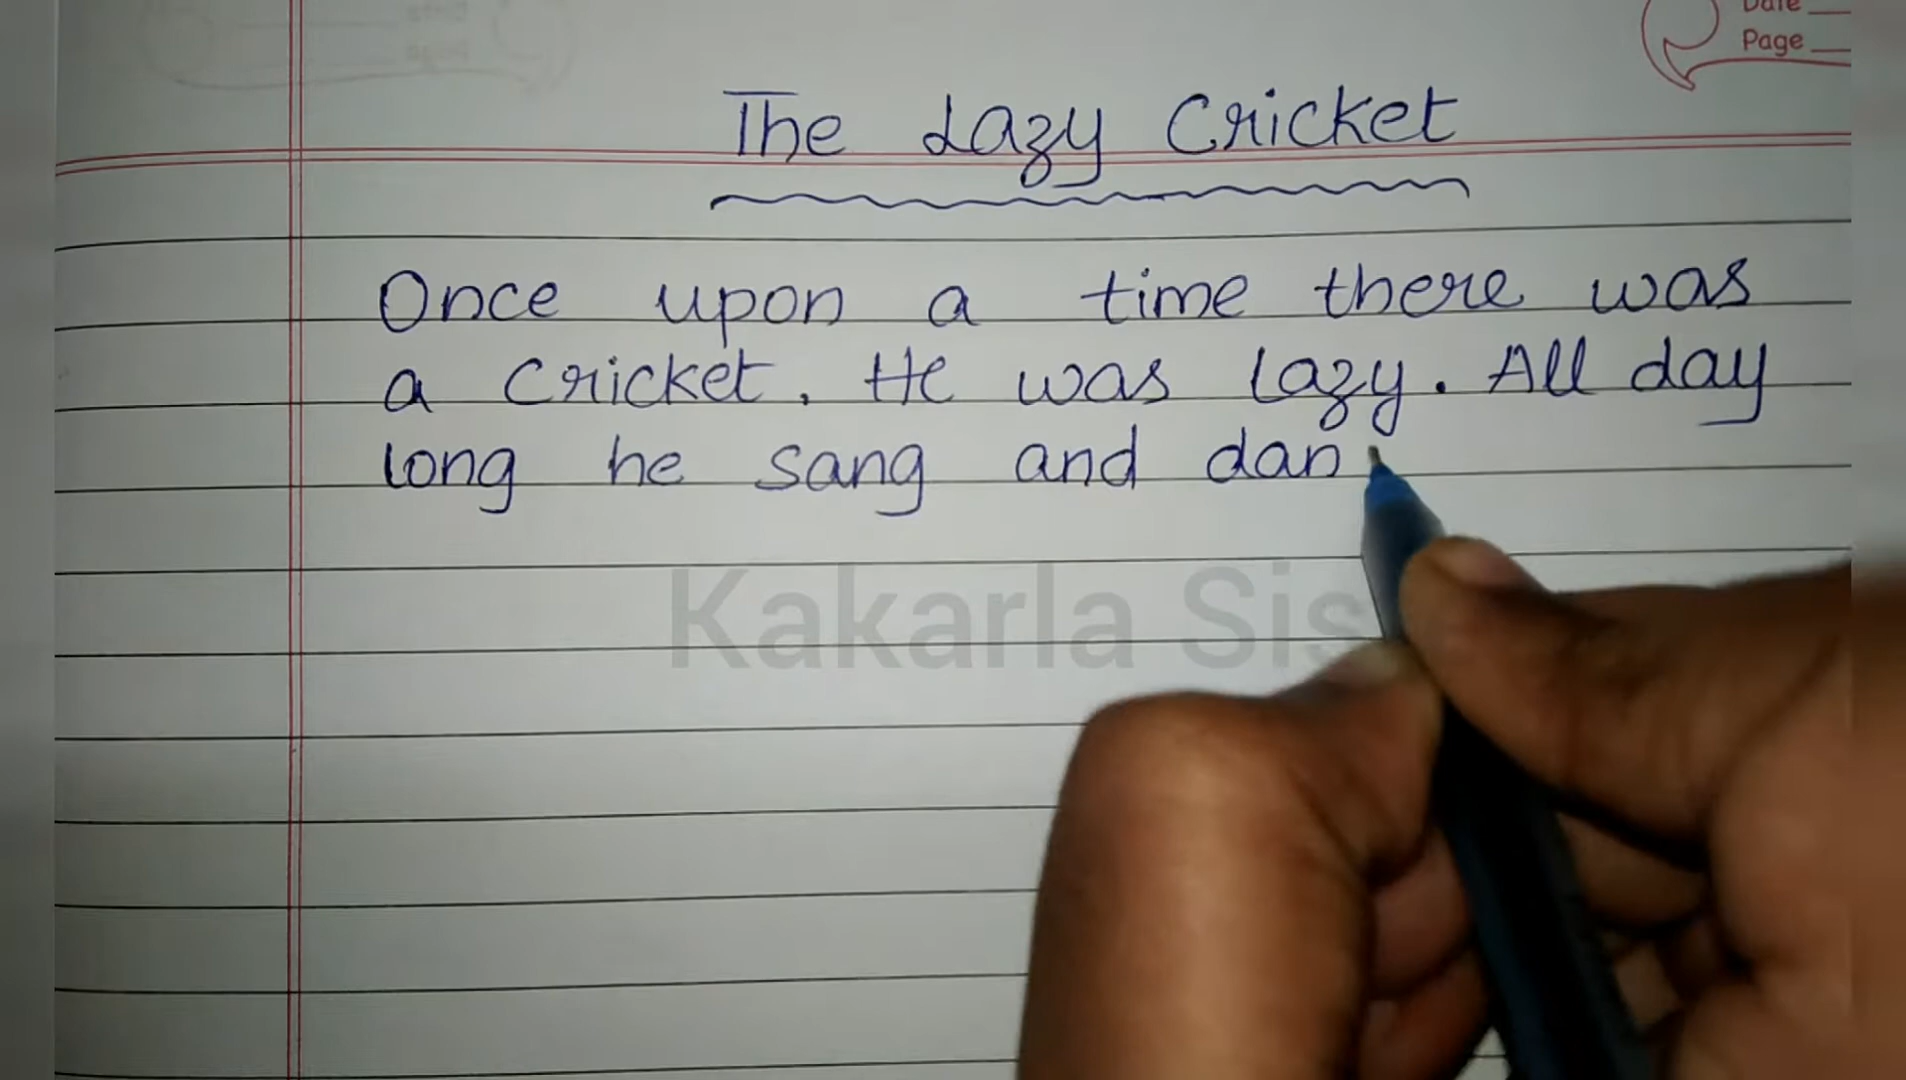 Date
Page
The Lazy Cricket
Once upon a time there was
a Cricket. He was lazy. All day
long he sang and dan
Kakarla Sis